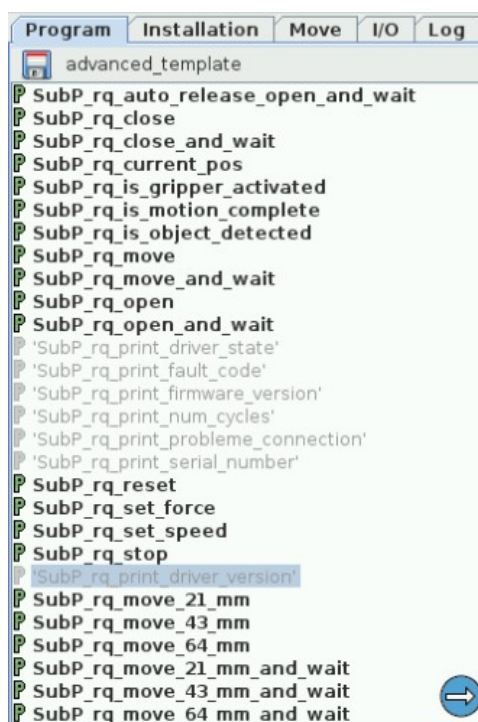 Program Installation Move I/O Log
advanced_template
P SubP_rq_auto_release_open_and_wait
P SubP_rq_close
P SubP_rq_close_and_wait
P SubP_rq_current_pos
P SubP_rq_is_gripper_activated
P SubP_rq_is_motion_complete
P SubP_rq_is_object_detected
P SubP_rq_move
P SubP_rq_move_and_wait
P SubP_rq_open
P SubP_rq_open_and_wait
P 'SubP_rq_print_driver_state'
P 'SubP_rq_print_fault_code'
P 'SubP_rq_print_firmware_version'
P 'SubP_rq_print_num_cycles'
P 'SubP_rq_print_probleme_connection'
P 'SubP_rq_print_serial_number'
P SubP_rq_reset
P SubP_rq_set_force
P SubP_rq_set_speed
P SubP_rq_stop
P 'SubP_rq_print_driver_version'
P SubP_rq_move_21_mm
P SubP_rq_move_43_mm
P SubP_rq_move_64_mm
P SubP_rq_move_21_mm_and_wait
P SubP_rq_move_43_mm_and_wait
P SubP_rq_move_64_mm_and_wait